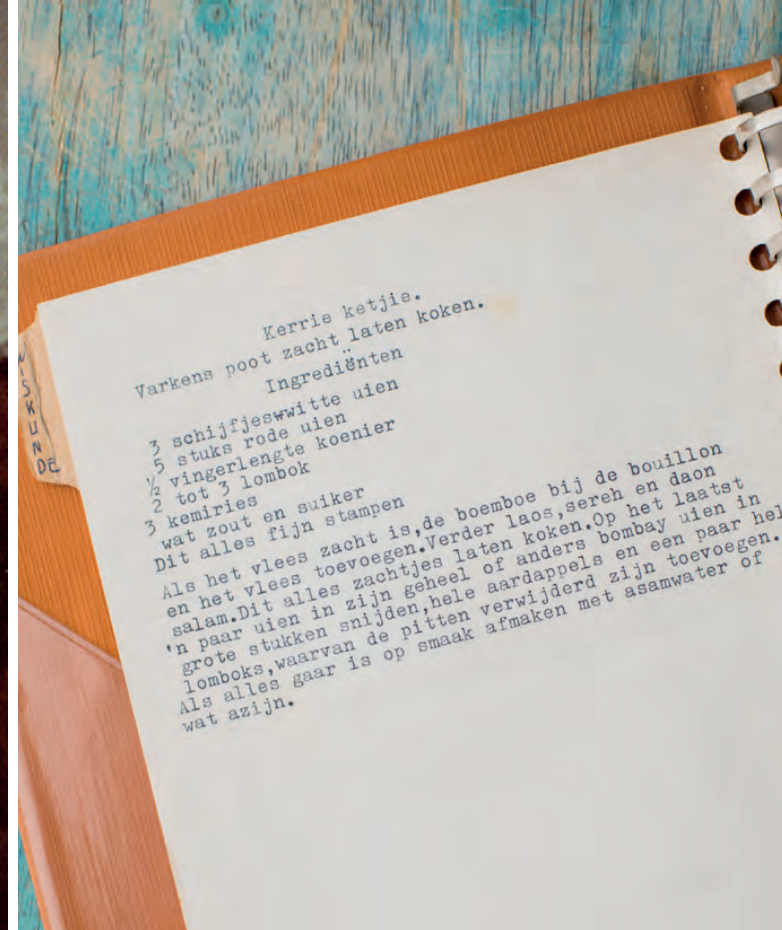 WISKUNDE
Kerrie ketjie.
Varkens poot zacht laten koken.
Ingrediënten
3 schijfjeswwitte uien
5 stuks rode uien
½ vingerlengte koenier
2 tot 3 lombok
3 kemiries
wat zout en suiker
Dit alles fijn stampen
Als het vlees zacht is,de boemboe bij de bouillon
en het vlees toevoegen.Verder laos,sereh en daon
salam.Dit alles zachtjes laten koken.Op het laatst
'n paar uien in zijn geheel of anders bombay uien in
grote stukken snijden,hele aardappels en een paar hel
lomboks,waarvan de pitten verwijderd zijn toevoegen.
Als alles gaar is op smaak afmaken met asamwater of
wat azijn.